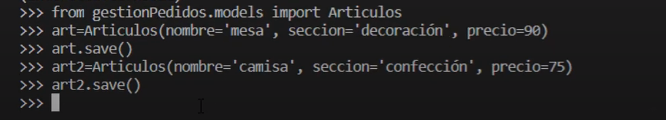 >>> from gestionPedidos.models import Articulos
>>> art=Articulos(nombre='mesa', seccion='decoración', precio=90)
>>> art.save()
>>> art2=Articulos(nombre='camisa', seccion='confección', precio=75)
>>> art2.save()
>>>